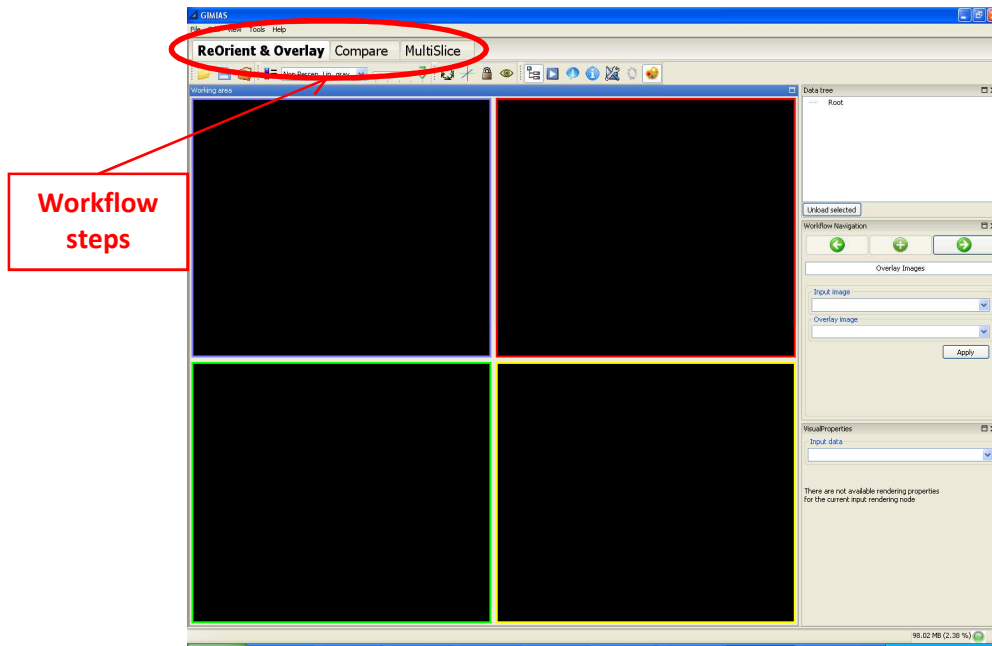 GIMIAS
File Edit View Tools Help
ReOrient & Overlay Compare MultiSlice
Working area
Data tree
Root
Workflow
steps
Unload selected
Workflow Navigation
Overlay Images
Input image
Overlay image
Apply
VisualProperties
Input data
There are not available rendering properties
for the current input rendering node
98.02 MB (2.38 %)